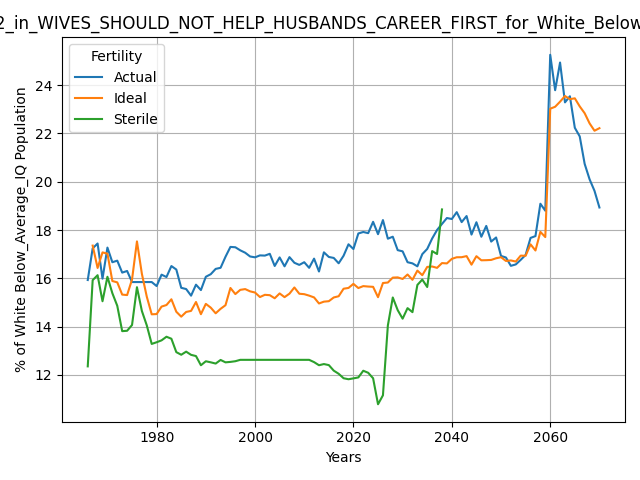 2_in_WIVES_SHOULD_NOT_HELP_HUSBANDS_CAREER_FIRST_for_White_Below
Fertility
Actual
Ideal
Sterile
% of White Below_Average_IQ Population
24
22
20
18
16
14
12
1980
2000
2020
2040
2060
Years